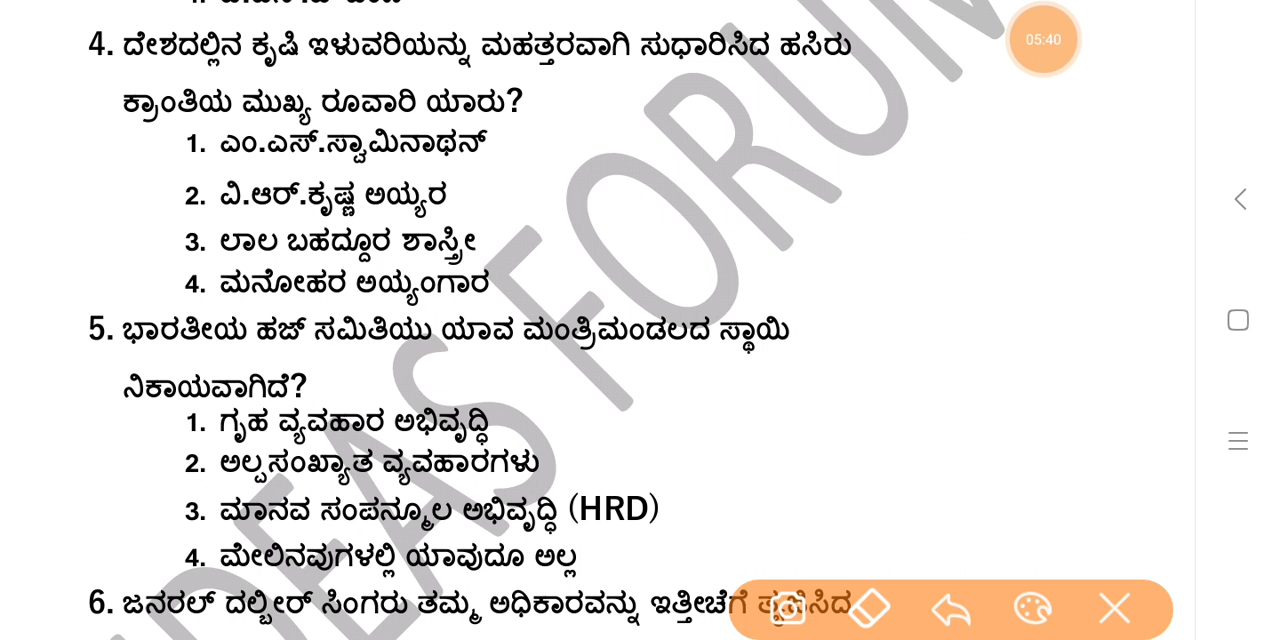 4. ದೇಶದಲ್ಲಿನ ಕೃಷಿ ಇಳುವರಿಯನ್ನು ಮಹತ್ತರವಾಗಿ ಸುಧಾರಿಸಿದ ಹಸಿರು
05:40
ಕ್ರಾಂತಿಯ ಮುಖ್ಯ ರೂವಾರಿ ಯಾರು?
1. ಎಂ.ಎಸ್.ಸ್ವಾಮಿನಾಥನ್
2. ವಿ.ಆರ್.ಕೃಷ್ಣ ಅಯ್ಯರ
3. ಲಾಲ ಬಹದ್ದೂರ ಶಾಸ್ತ್ರೀ
4. ಮನೋಹರ ಅಯ್ಯಂಗಾರ
5. ಭಾರತೀಯ ಹಜ್ ಸಮಿತಿಯು ಯಾವ ಮಂತ್ರಿಮಂಡಲದ ಸ್ಥಾಯಿ
ನಿಕಾಯವಾಗಿದೆ?
1. ಗೃಹ ವ್ಯವಹಾರ ಅಭಿವೃದ್ಧಿ
2. ಅಲ್ಪಸಂಖ್ಯಾತ ವ್ಯವಹಾರಗಳು
3. ಮಾನವ ಸಂಪನ್ಮೂಲ ಅಭಿವೃದ್ಧಿ (HRD)
4. ಮೇಲಿನವುಗಳಲ್ಲಿ ಯಾವುದೂ ಅಲ್ಲ
6. ಜನರಲ್ ದಲ್ಬೀರ್ ಸಿಂಗರು ತಮ್ಮ ಅಧಿಕಾರವನ್ನು ಇತ್ತೀಚೆಗೆ
IDEAS FORUM